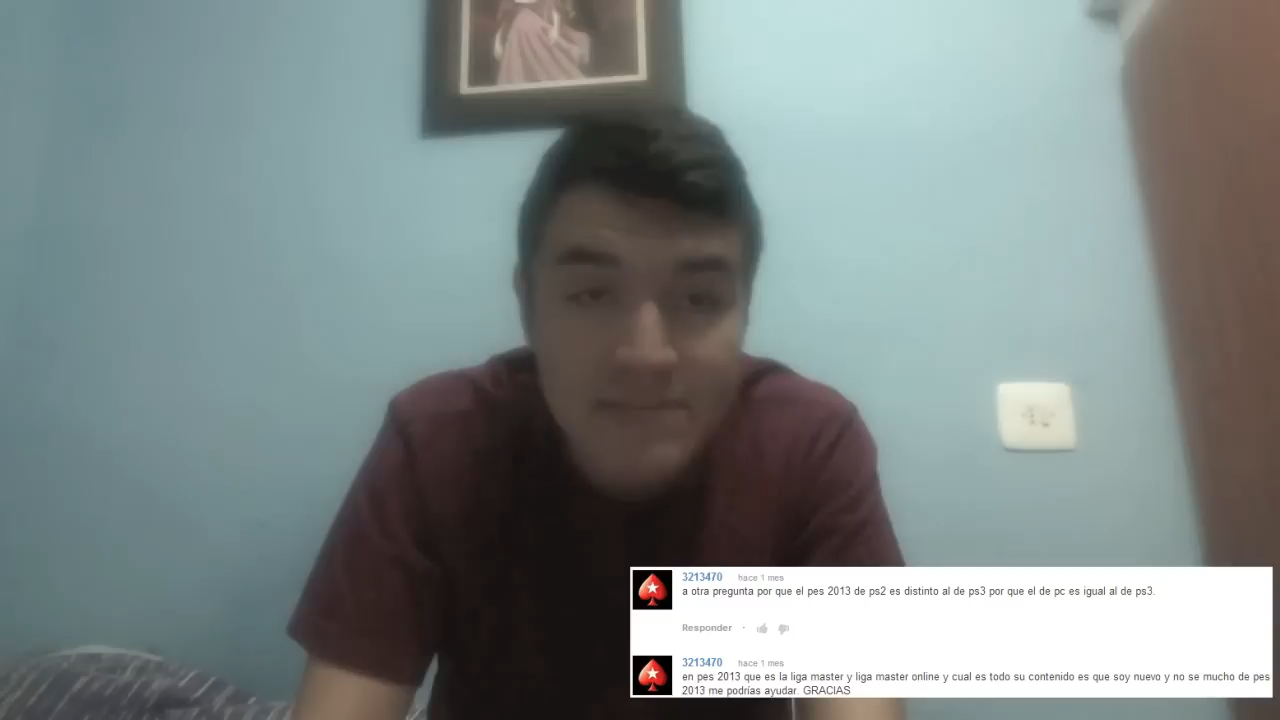 3213470 hace 1 mes
a otra pregunta por que el pes 2013 de ps2 es distinto al de ps3 por que el de pc es igual al de ps3.
Responder ·
3213470 hace 1 mes
en pes 2013 que es la liga master y liga master online y cual es todo su contenido es que soy nuevo y no se mucho de pes
2013 me podrías ayudar. GRACIAS